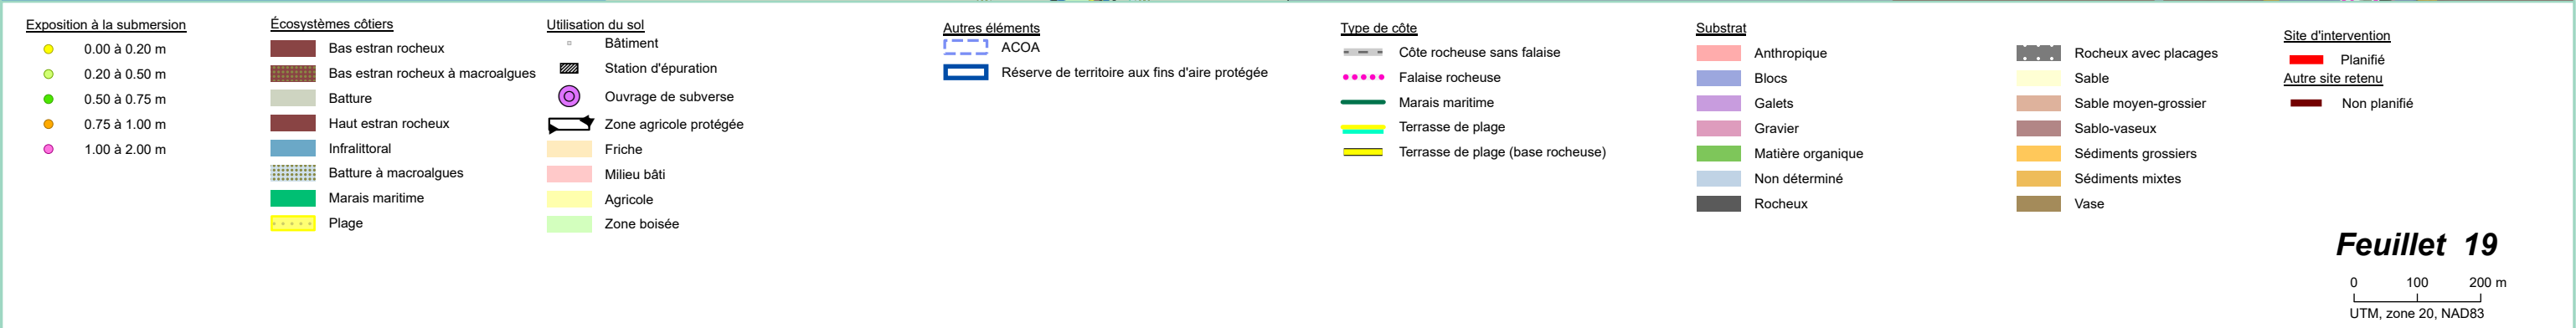 Exposition à la submersion
0.00 à 0.20 m
0.20 à 0.50 m
0.50 à 0.75 m
0.75 à 1.00 m
1.00 à 2.00 m
Écosystèmes côtiers
Bas estran rocheux
Bas estran rocheux à macroalgues
Batture
Haut estran rocheux
Infralittoral
Batture à macroalgues
Marais maritime
Plage
Utilisation du sol
Bâtiment
Station d'épuration
Ouvrage de subverse
Zone agricole protégée
Friche
Milieu bâti
Agricole
Zone boisée
Autres éléments
ACOA
Réserve de territoire aux fins d'aire protégée
Type de côte
Côte rocheuse sans falaise
Falaise rocheuse
Marais maritime
Terrasse de plage
Terrasse de plage (base rocheuse)
Substrat
Anthropique
Blocs
Galets
Gravier
Matière organique
Non déterminé
Rocheux
Rocheux avec placages
Sable
Sable moyen-grossier
Sablo-vaseux
Sédiments grossiers
Sédiments mixtes
Vase
Site d'intervention
Planifié
Autre site retenu
Non planifié
Feuillet 19
0 100 200 m
UTM, zone 20, NAD83